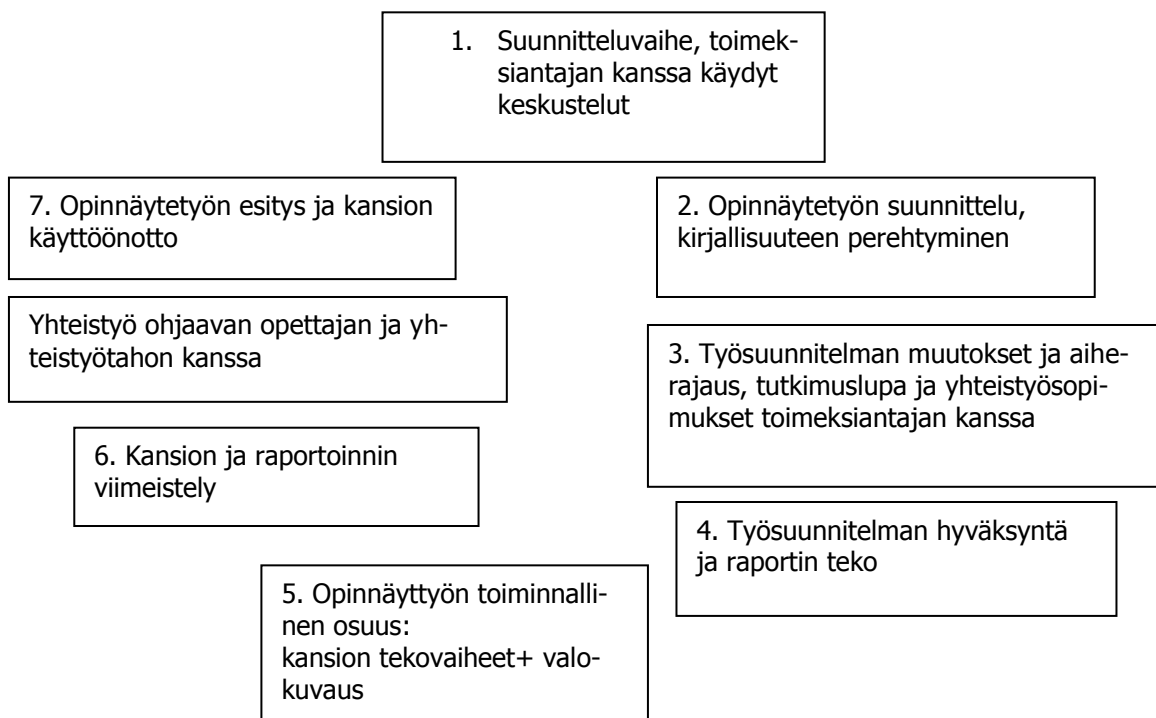 1. Suunnitteluvaihe, toimek-
siantajan kanssa käydyt
keskustelut
7. Opinnäytetyön esitys ja kansion
käyttöönotto
2. Opinnäytetyön suunnittelu,
kirjallisuuteen perehtyminen
Yhteistyö ohjaavan opettajan ja yh-
teistyötahon kanssa
3. Työsuunnitelman muutokset ja aihe-
rajaus, tutkimuslupa ja yhteistyösopi-
mukset toimeksiantajan kanssa
6. Kansion ja raportoinnin
viimeistely
4. Työsuunnitelman hyväksyntä
ja raportin teko
5. Opinnäyttyön toiminnalli-
nen osuus:
kansion tekovaiheet+ valo-
kuvaus